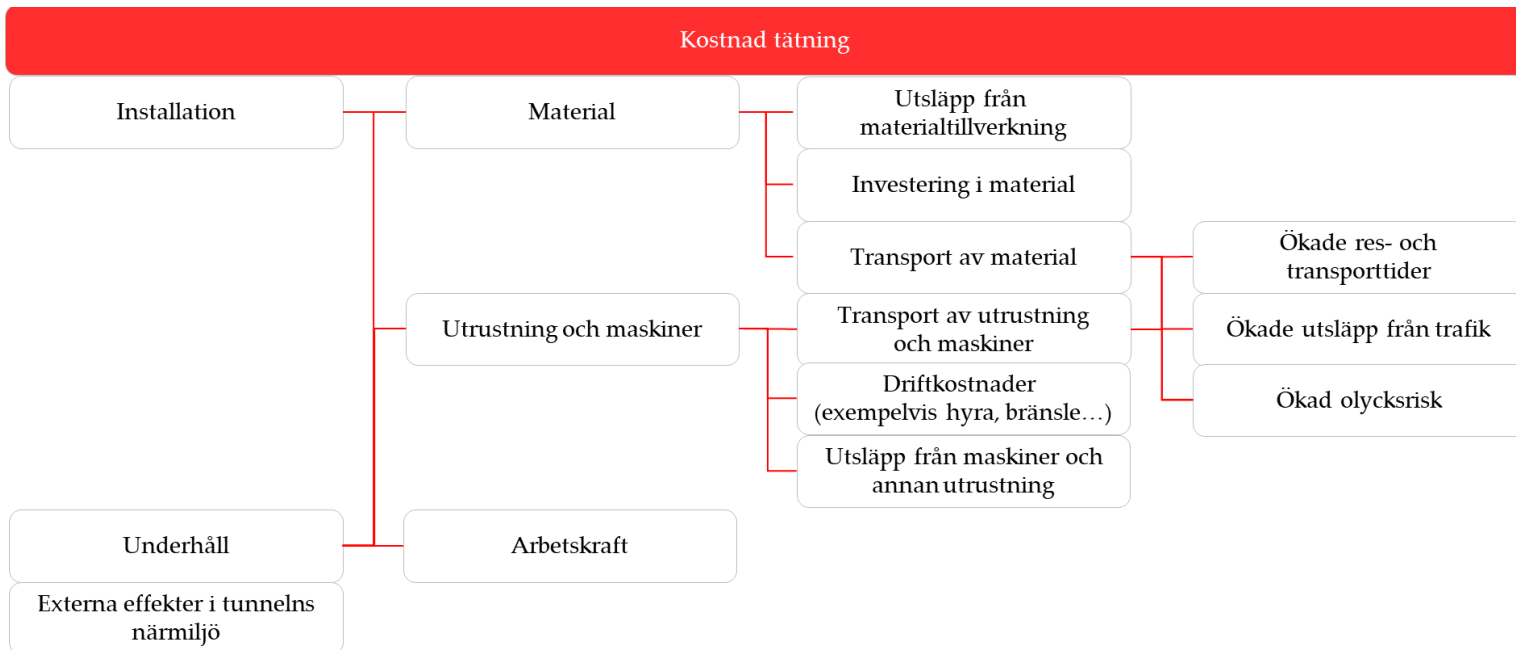 Kostnad tätning
Installation
Material
Utsläpp från
materialtillverkning
Investering i material
Transport av material
Ökade res- och
transporttider
Utrustning och maskiner
Transport av utrustning
och maskiner
Ökade utsläpp från trafik
Driftkostnader
(exempelvis hyra, bränsle…)
Ökad olycksrisk
Utsläpp från maskiner och
annan utrustning
Underhåll
Arbetskraft
Externa effekter i tunnelns
närmiljö